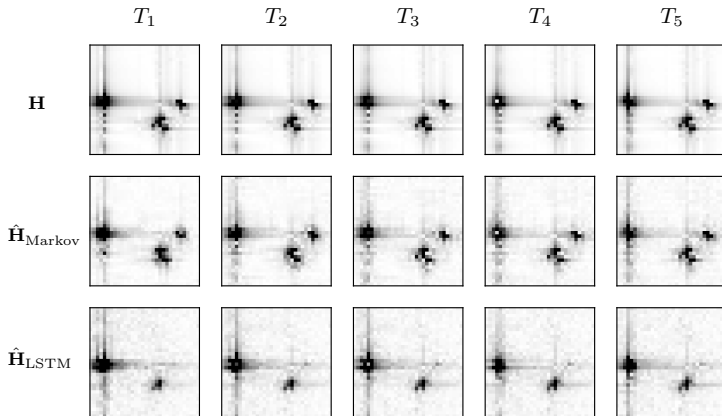 T₁ T₂ T₃ T₄ T₅
H
Ĥ_Markov
Ĥ_LSTM